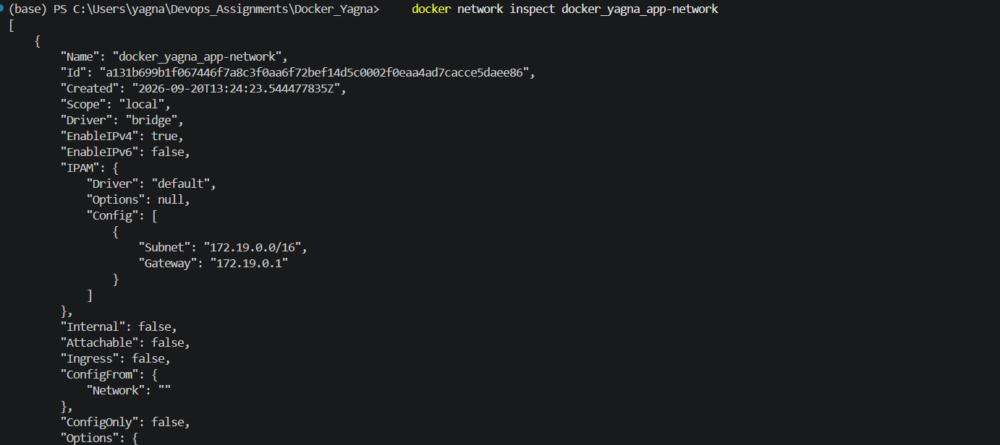 (base) PS C:\Users\yagna\Devops_Assignments\Docker_Yagna>     docker network inspect docker_yagna_app-network
[
    {
        "Name": "docker_yagna_app-network",
        "Id": "a131b699b1f067446f7a8c3f0aa6f72bef14d5c0002f0eaa4ad7cacce5daee86",
        "Created": "2026-09-20T13:24:23.544477835Z",
        "Scope": "local",
        "Driver": "bridge",
        "EnableIPv4": true,
        "EnableIPv6": false,
        "IPAM": {
            "Driver": "default",
            "Options": null,
            "Config": [
                {
                    "Subnet": "172.19.0.0/16",
                    "Gateway": "172.19.0.1"
                }
            ]
        },
        "Internal": false,
        "Attachable": false,
        "Ingress": false,
        "ConfigFrom": {
            "Network": ""
        },
        "ConfigOnly": false,
        "Options": {